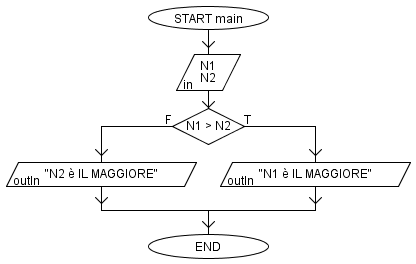 START main
N1
N2
in
F
N1 > N2
T
"N2 è IL MAGGIORE"
outln
"N1 è IL MAGGIORE"
outln
END